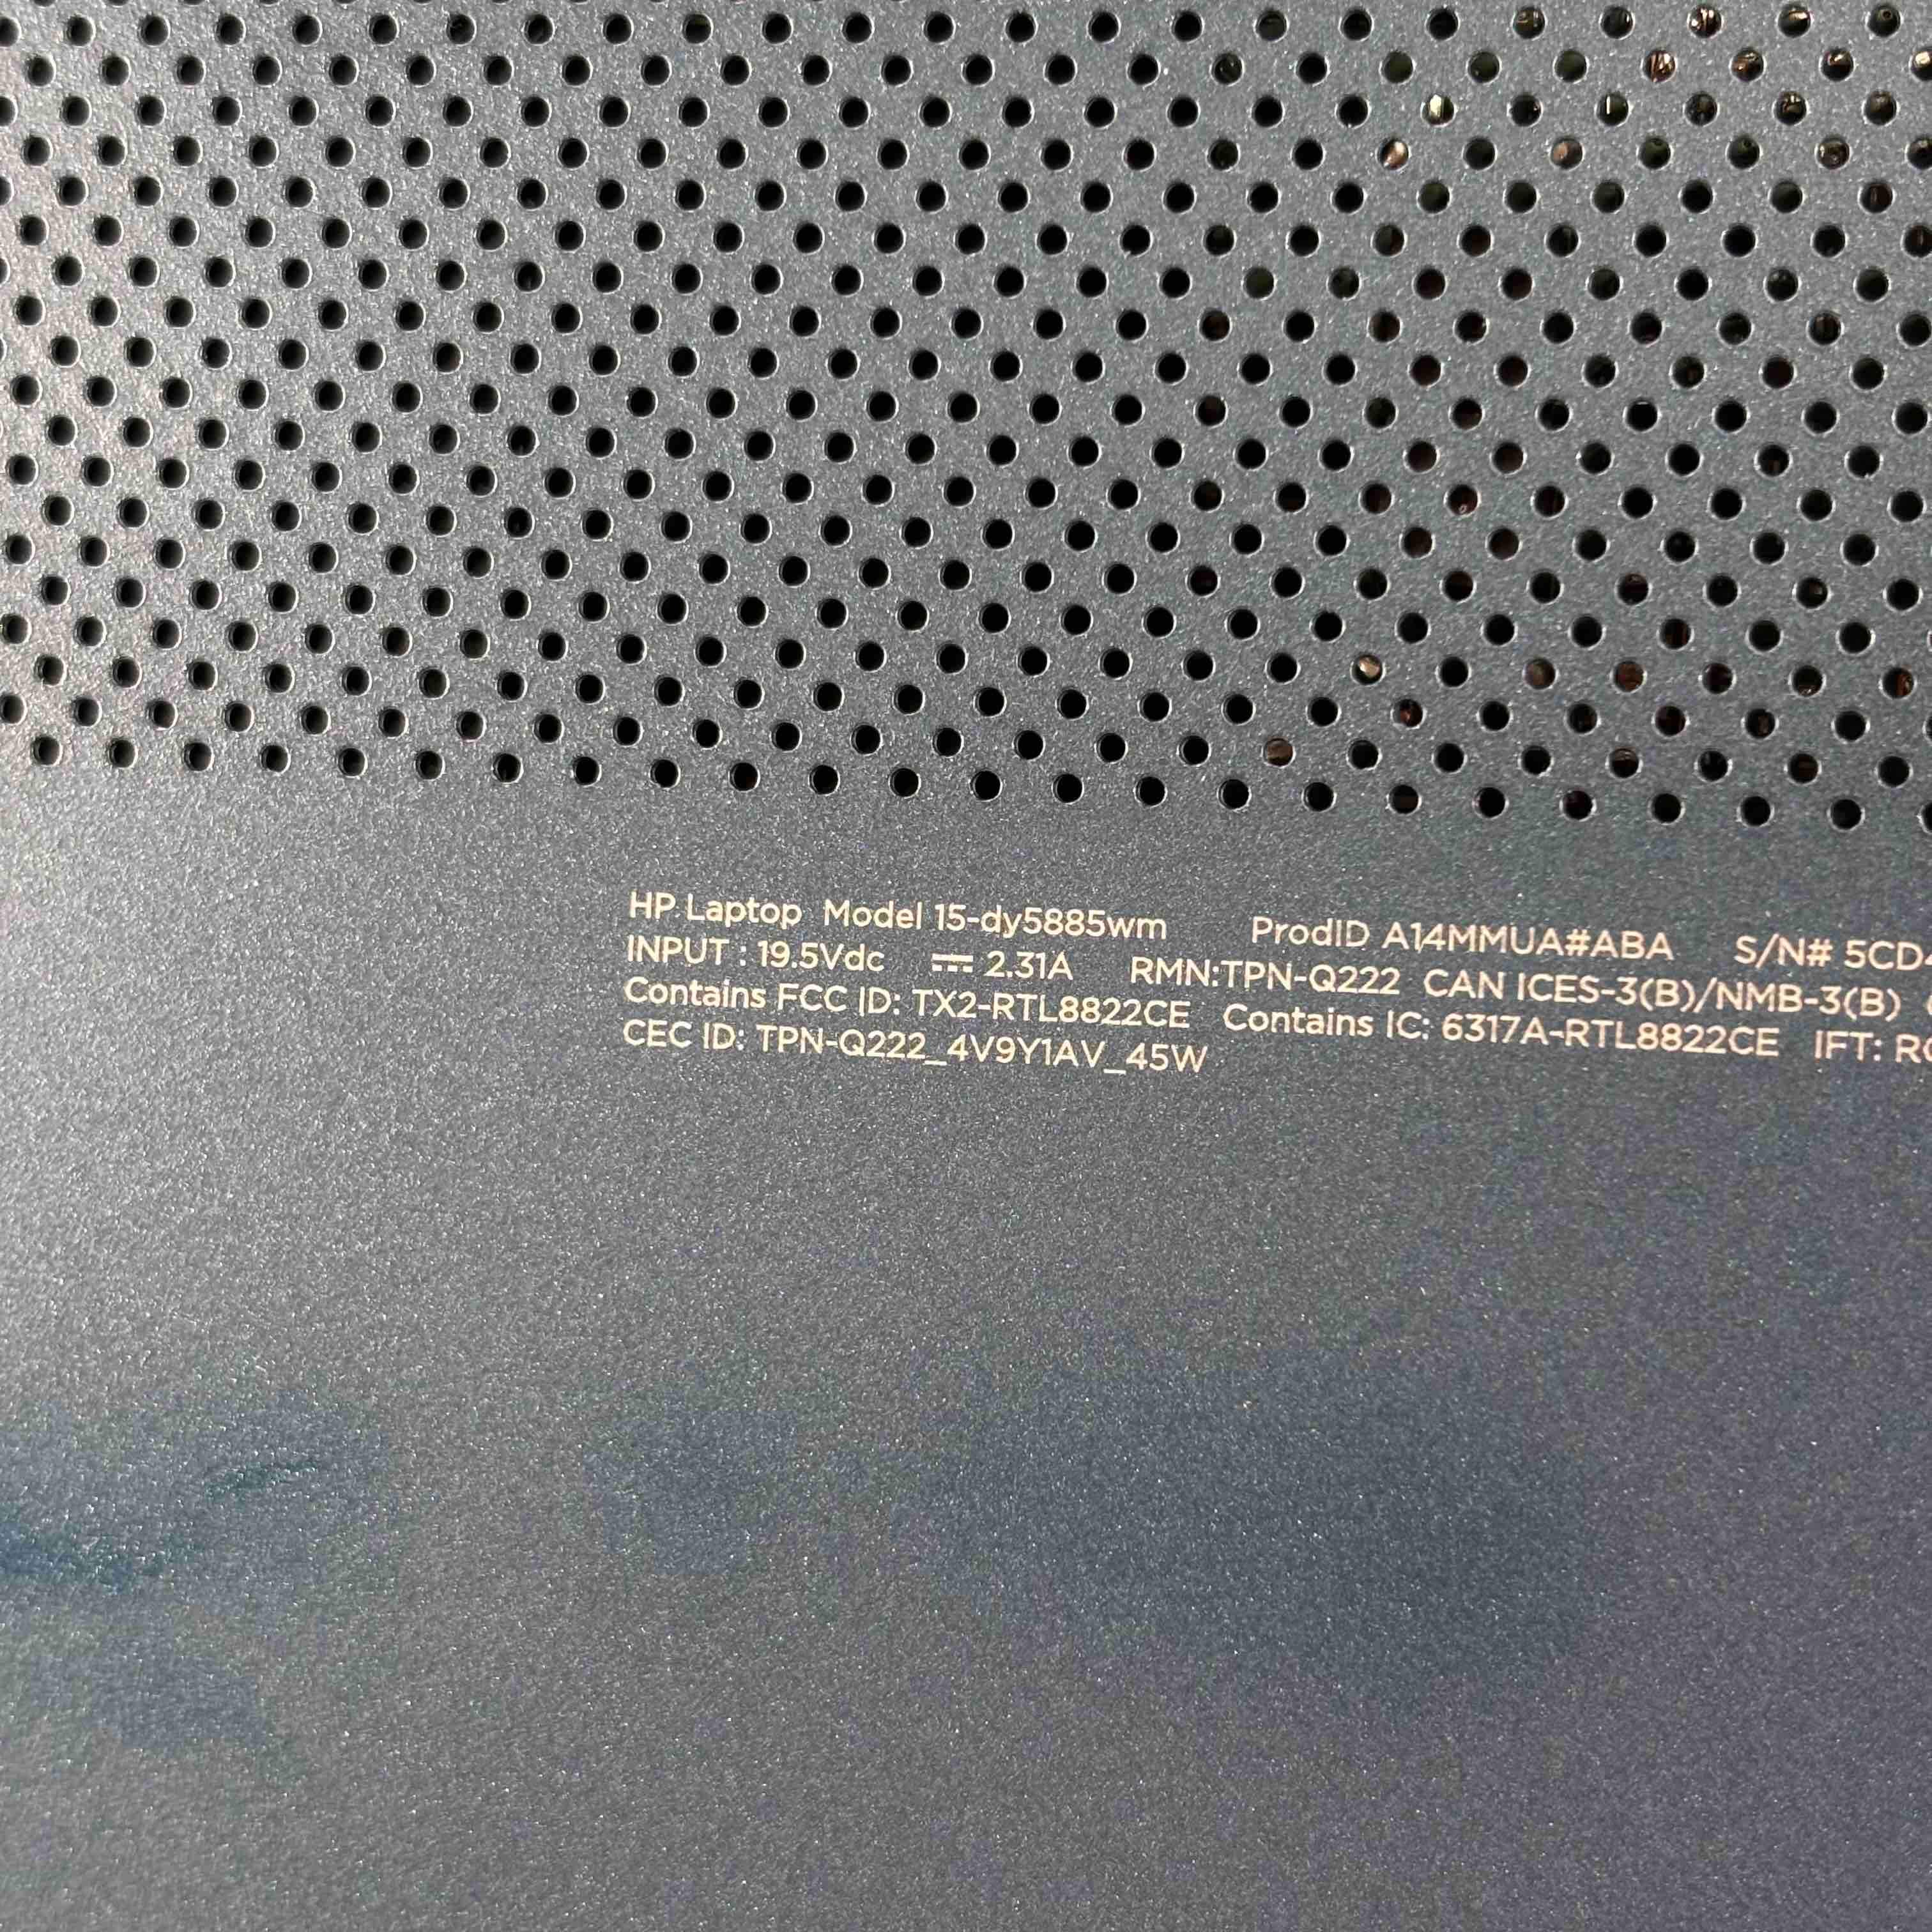 HP Laptop Model 15-dy5885wm ProdID A14MMUA#ABA S/N# 5CD
INPUT : 19.5Vdc ⎓ 2.31A RMN:TPN-Q222 CAN ICES-3(B)/NMB-3(B)
Contains FCC ID: TX2-RTL8822CE Contains IC: 6317A-RTL8822CE IFT:
CEC ID: TPN-Q222_4V9Y1AV_45W